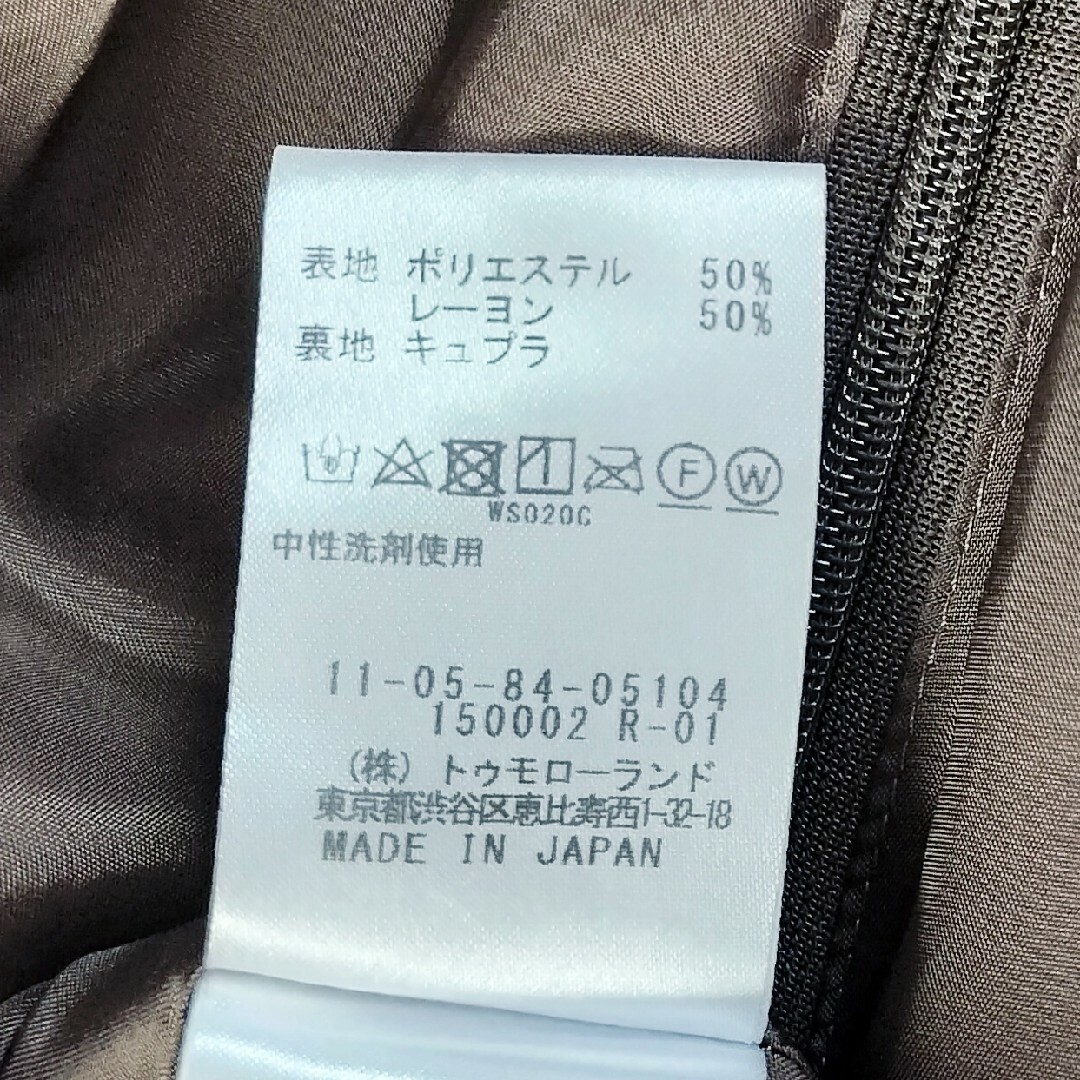 表地 ポリエステル 50%
レーヨン 50%
裏地 キュプラ
F W
WS020C
中性洗剤使用
11-05-84-05104
150002 R-01
(株) トゥモローランド
東京都渋谷区恵比寿西1-32-18
MADE IN JAPAN